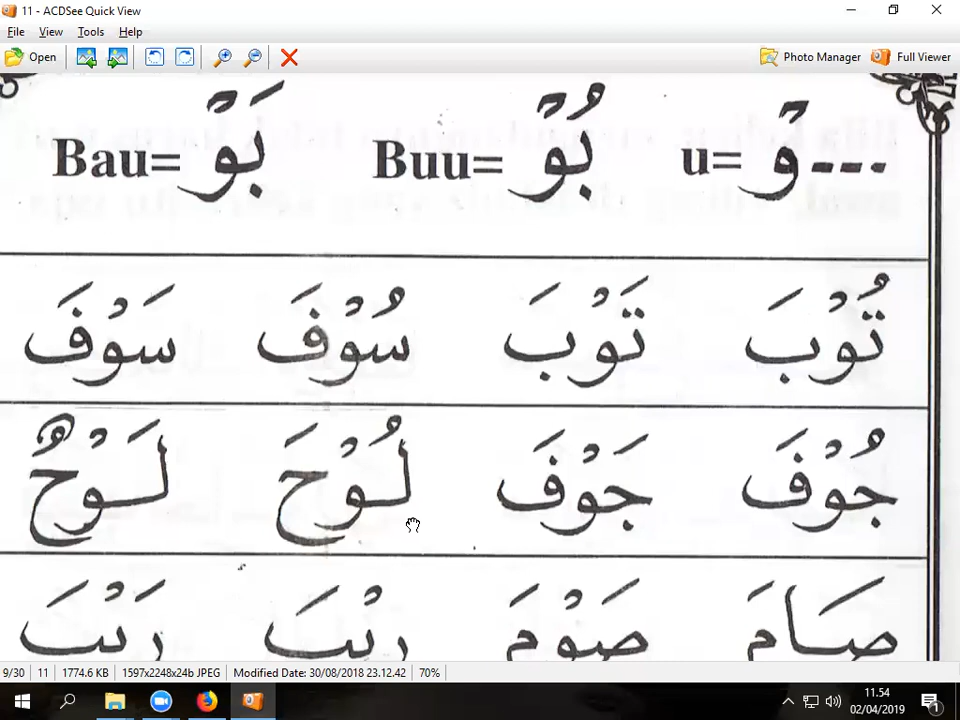 11 - ACDSee Quick View
File View Tools Help
Open Photo Manager Full Viewer
--- وْ =u بُوْ =Buu بَوْ =Bau
تُوْبَ تَوْبَ سُوْفَ سَوْفَ
جُوْفَ جَوْفَ لُوْحَ لَوْحٌ
صَامَ صَوْمَ
9/30 11 1774.6 KB 1597x2248x24b JPEG Modified Date: 30/08/2018 23.12.42 70%
11.54
02/04/2019
1